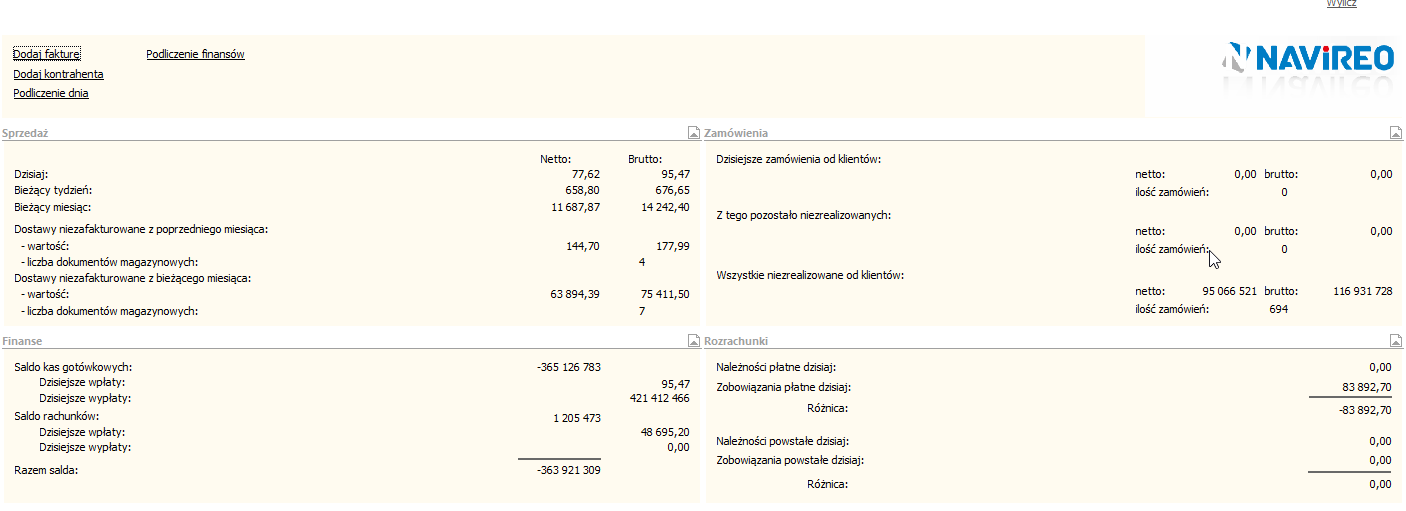 Wylicz
Dodaj fakturę Podliczenie finansów
Dodaj kontrahenta
Podliczenie dnia
NAViREO
Sprzedaż
Netto: Brutto:
Dzisiaj: 77,62 95,47
Bieżący tydzień: 658,80 676,65
Bieżący miesiąc: 11 687,87 14 242,40
Dostawy niezafakturowane z poprzedniego miesiąca:
- wartość: 144,70 177,99
- liczba dokumentów magazynowych: 4
Dostawy niezafakturowane z bieżącego miesiąca:
- wartość: 63 894,39 75 411,50
- liczba dokumentów magazynowych: 7
Zamówienia
Dzisiejsze zamówienia od klientów:
netto: 0,00 brutto: 0,00
ilość zamówień: 0
Z tego pozostało niezrealizowanych:
netto: 0,00 brutto: 0,00
ilość zamówień: 0
Wszystkie niezrealizowane od klientów:
netto: 95 066 521 brutto: 116 931 728
ilość zamówień: 694
Finanse
Saldo kas gotówkowych: -365 126 783
Dzisiejsze wpłaty: 95,47
Dzisiejsze wypłaty: 421 412 466
Saldo rachunków: 1 205 473
Dzisiejsze wpłaty: 48 695,20
Dzisiejsze wypłaty: 0,00
Razem salda: -363 921 309
Rozrachunki
Należności płatne dzisiaj: 0,00
Zobowiązania płatne dzisiaj: 83 892,70
Różnica: -83 892,70
Należności powstałe dzisiaj: 0,00
Zobowiązania powstałe dzisiaj: 0,00
Różnica: 0,00